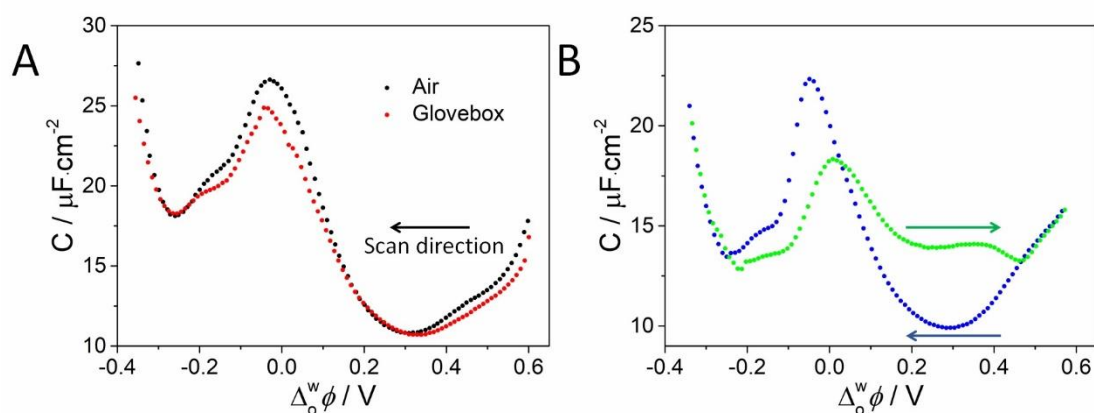 A
30
25
20
15
10
C / μF·cm⁻²
Air
Glovebox
Scan direction
-0.4 -0.2 0.0 0.2 0.4 0.6
Δ_o^w ϕ / V
B
25
20
15
10
C / μF·cm⁻²
-0.4 -0.2 0.0 0.2 0.4 0.6
Δ_o^w ϕ / V